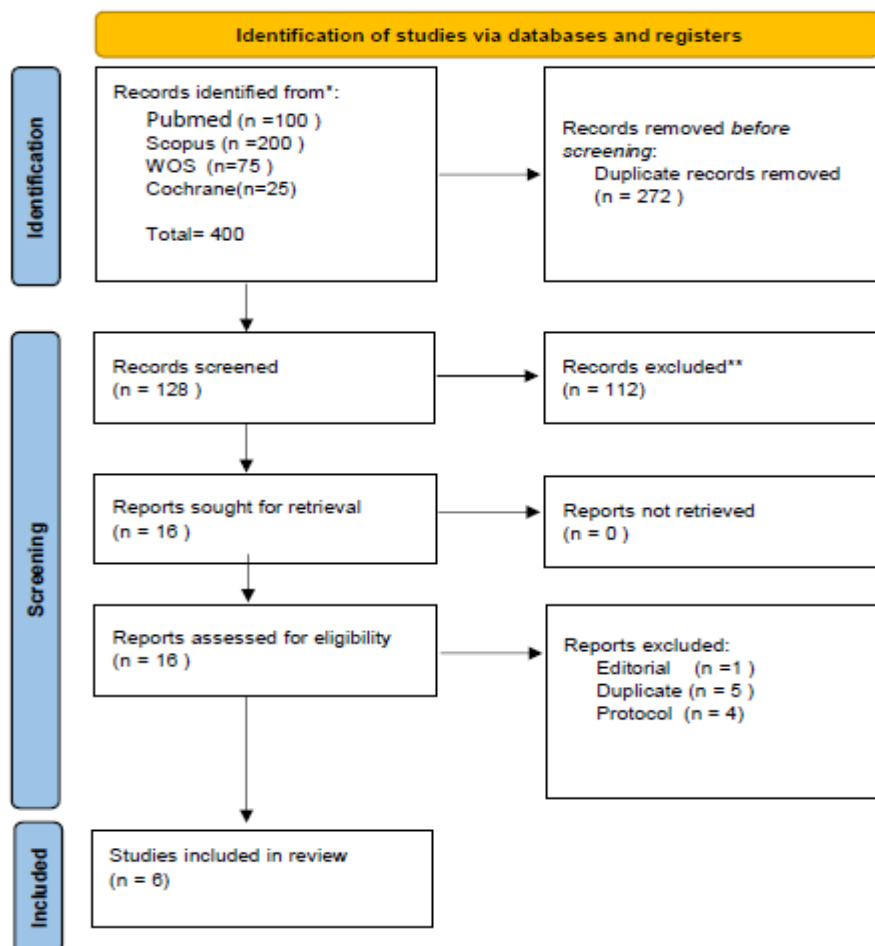 Identification of studies via databases and registers
Identification
Records identified from*:
Pubmed (n =100 )
Scopus (n =200 )
WOS (n=75 )
Cochrane(n=25)
Total= 400
Records removed before
screening:
Duplicate records removed
(n = 272 )
Screening
Records screened
(n = 128 )
Records excluded**
(n = 112)
Reports sought for retrieval
(n = 16 )
Reports not retrieved
(n = 0 )
Reports assessed for eligibility
(n = 16 )
Reports excluded:
Editorial (n =1 )
Duplicate (n = 5 )
Protocol (n = 4)
Included
Studies included in review
(n = 6)